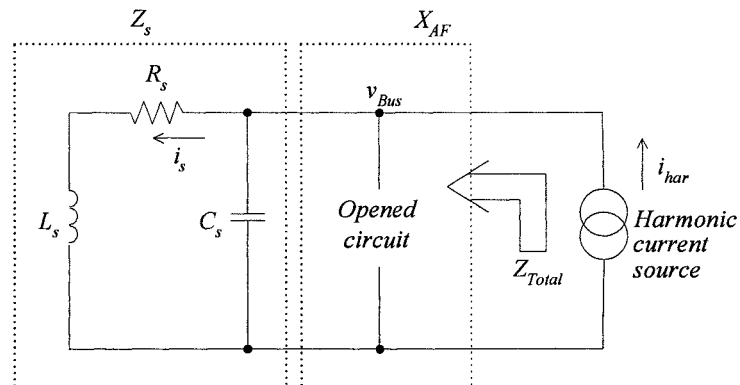 Z_s
X_AF
R_s
v_Bus
i_s
i_har
L_s
C_s
Opened
circuit
Harmonic
current
source
Z_Total